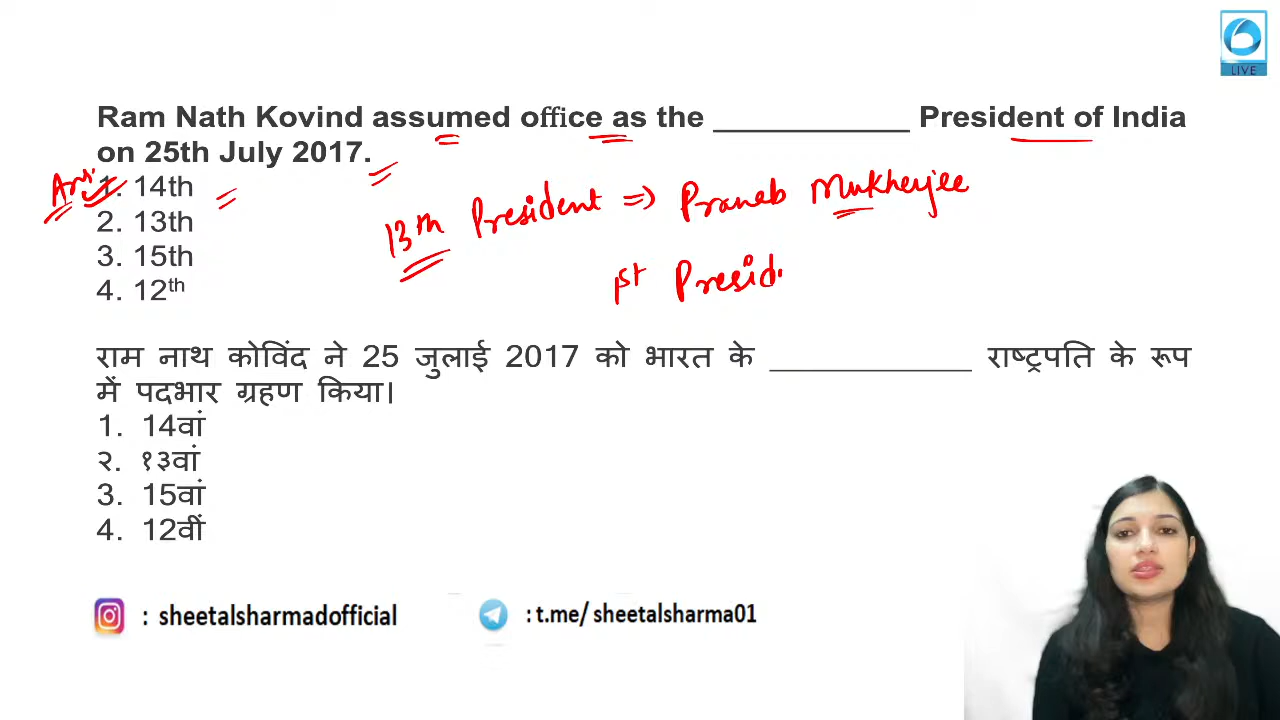 LIVE
Ram Nath Kovind assumed office as the ____________ President of India
on 25th July 2017.
Ans. 1. 14th
2. 13th
3. 15th
4. 12th
13th President => Pranab Mukherjee
1st Presid
राम नाथ कोविंद ने 25 जुलाई 2017 को भारत के ____________ राष्ट्रपति के रूप
में पदभार ग्रहण किया।
1. 14वां
२. १३वां
3. 15वां
4. 12वीं
: sheetalsharmadofficial
: t.me/ sheetalsharma01